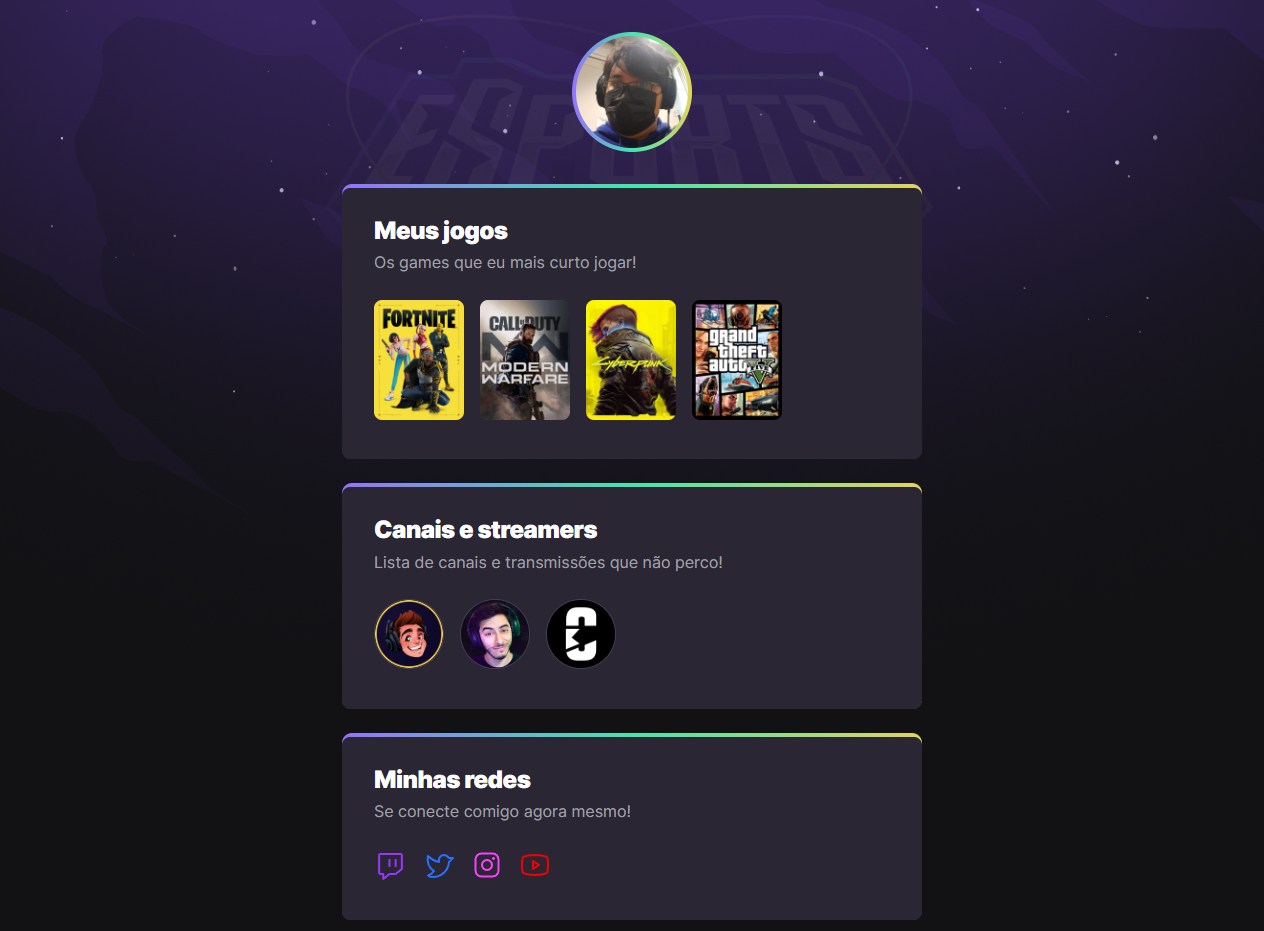 ESPORTS
Meus jogos
Os games que eu mais curto jogar!
FORTNITE
CALL OF DUTY
MODERN
WARFARE
Cyberpunk
grand
theft
auto
V
FIVE
Canais e streamers
Lista de canais e transmissões que não perco!
Minhas redes
Se conecte comigo agora mesmo!